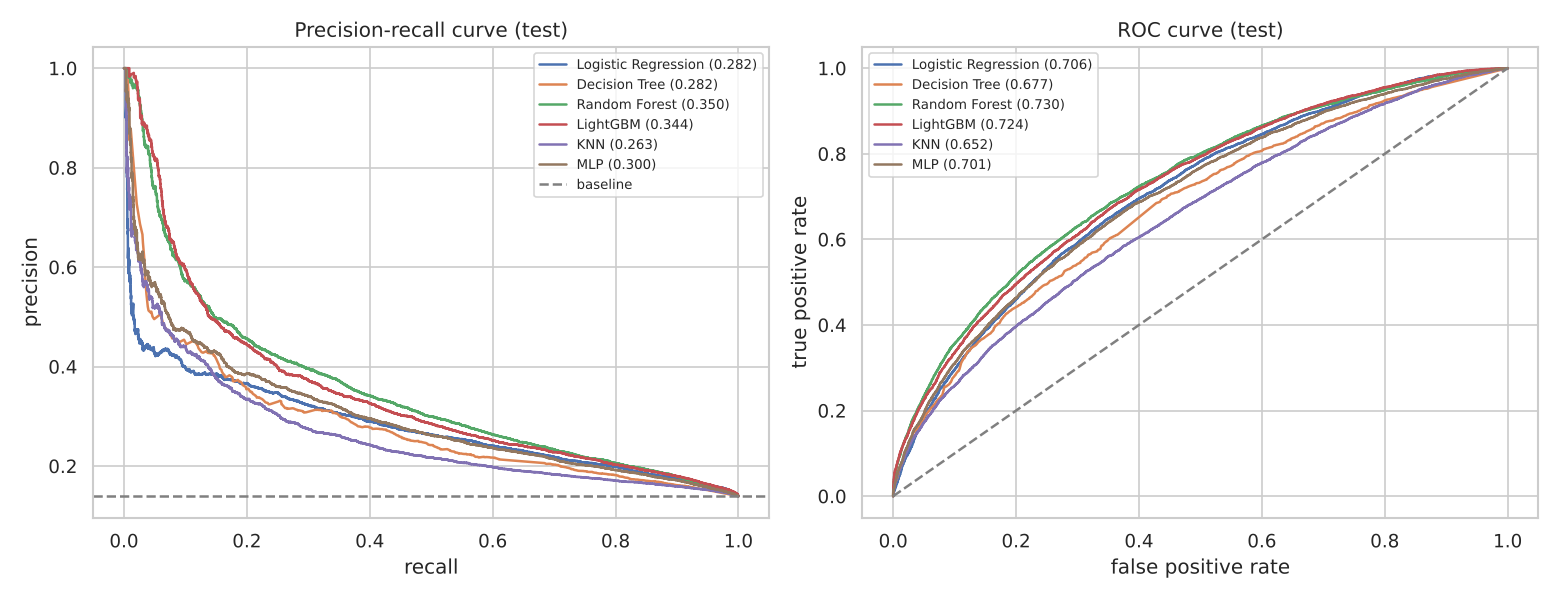 Precision-recall curve (test)
1.0
0.8
0.6
0.4
0.2
precision
0.0 0.2 0.4 0.6 0.8 1.0
recall
Logistic Regression (0.282)
Decision Tree (0.282)
Random Forest (0.350)
LightGBM (0.344)
KNN (0.263)
MLP (0.300)
baseline
ROC curve (test)
1.0
0.8
0.6
0.4
0.2
0.0
true positive rate
0.0 0.2 0.4 0.6 0.8 1.0
false positive rate
Logistic Regression (0.706)
Decision Tree (0.677)
Random Forest (0.730)
LightGBM (0.724)
KNN (0.652)
MLP (0.701)